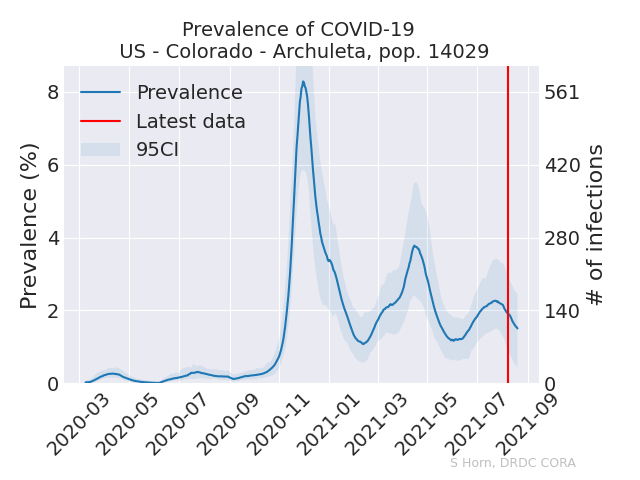 Prevalence of COVID-19
US - Colorado - Archuleta, pop. 14029
Prevalence
Latest data
95CI
Prevalence (%)
8
6
4
2
0
561
420
280
140
0
# of infections
2020-03
2020-05
2020-07
2020-09
2020-11
2021-01
2021-03
2021-05
2021-07
2021-09
S Horn, DRDC CORA